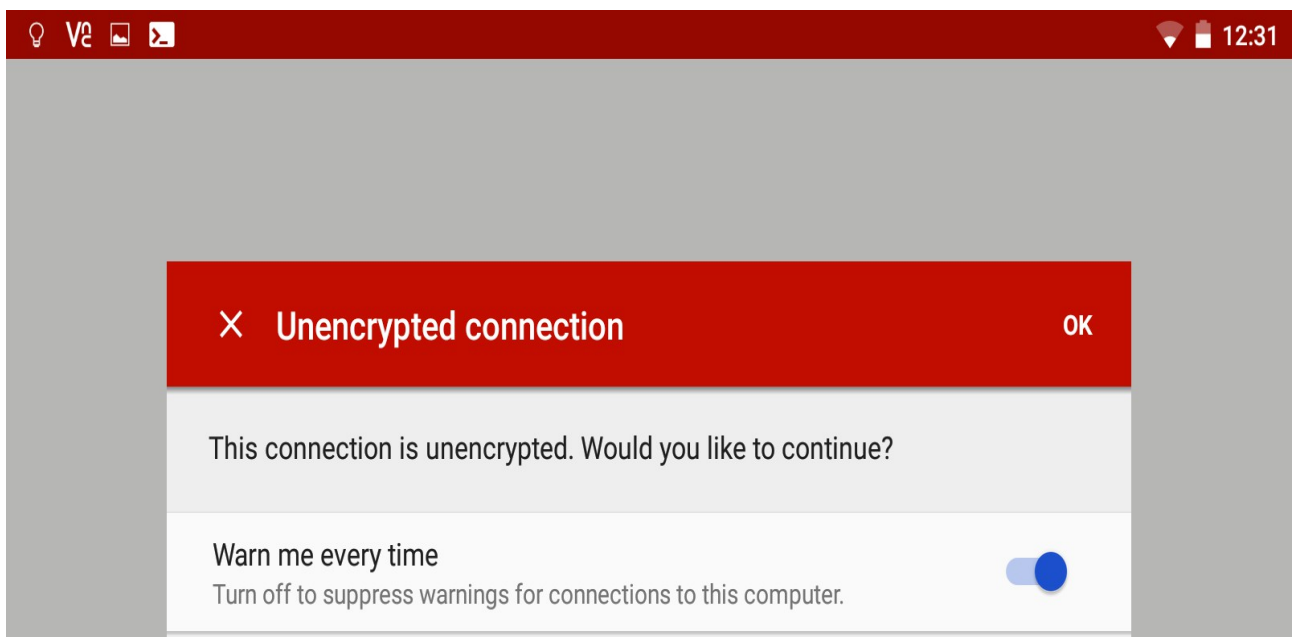 12:31
Unencrypted connection
OK
This connection is unencrypted. Would you like to continue?
Warn me every time
Turn off to suppress warnings for connections to this computer.